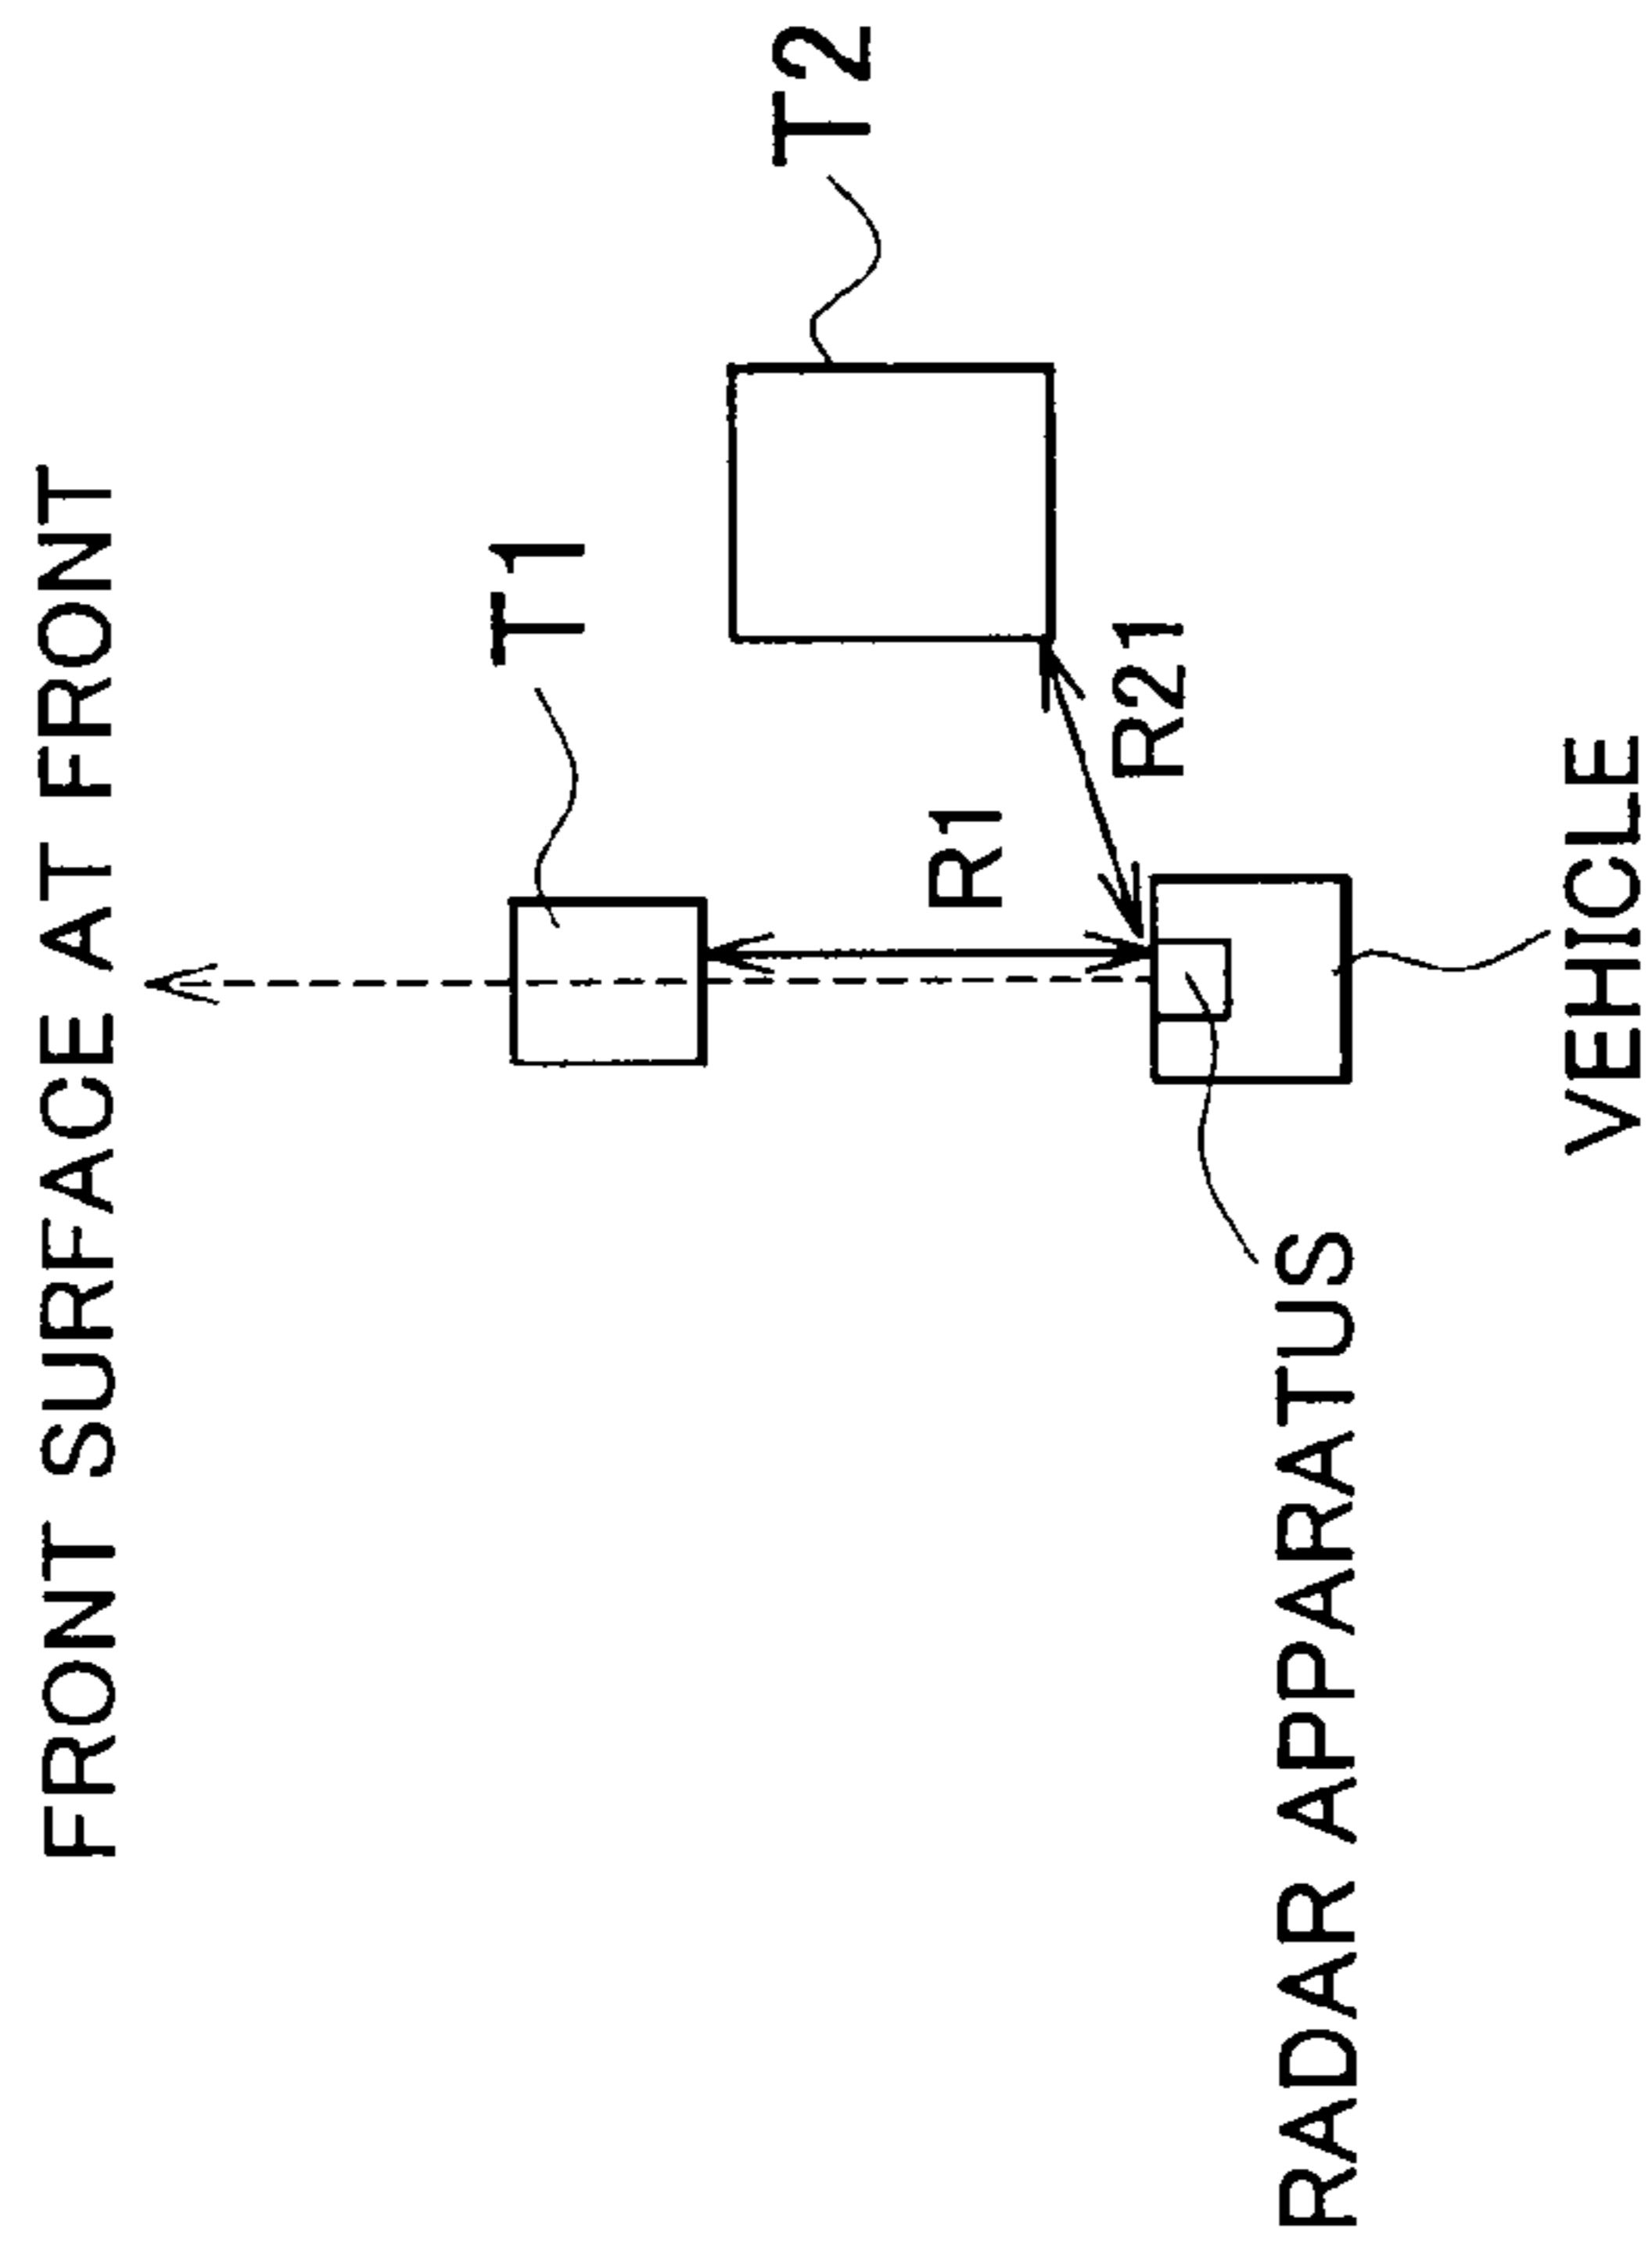 FRONT SURFACE AT FRONT
T1
T2
R1
R21
RADAR APPARATUS
VEHICLE